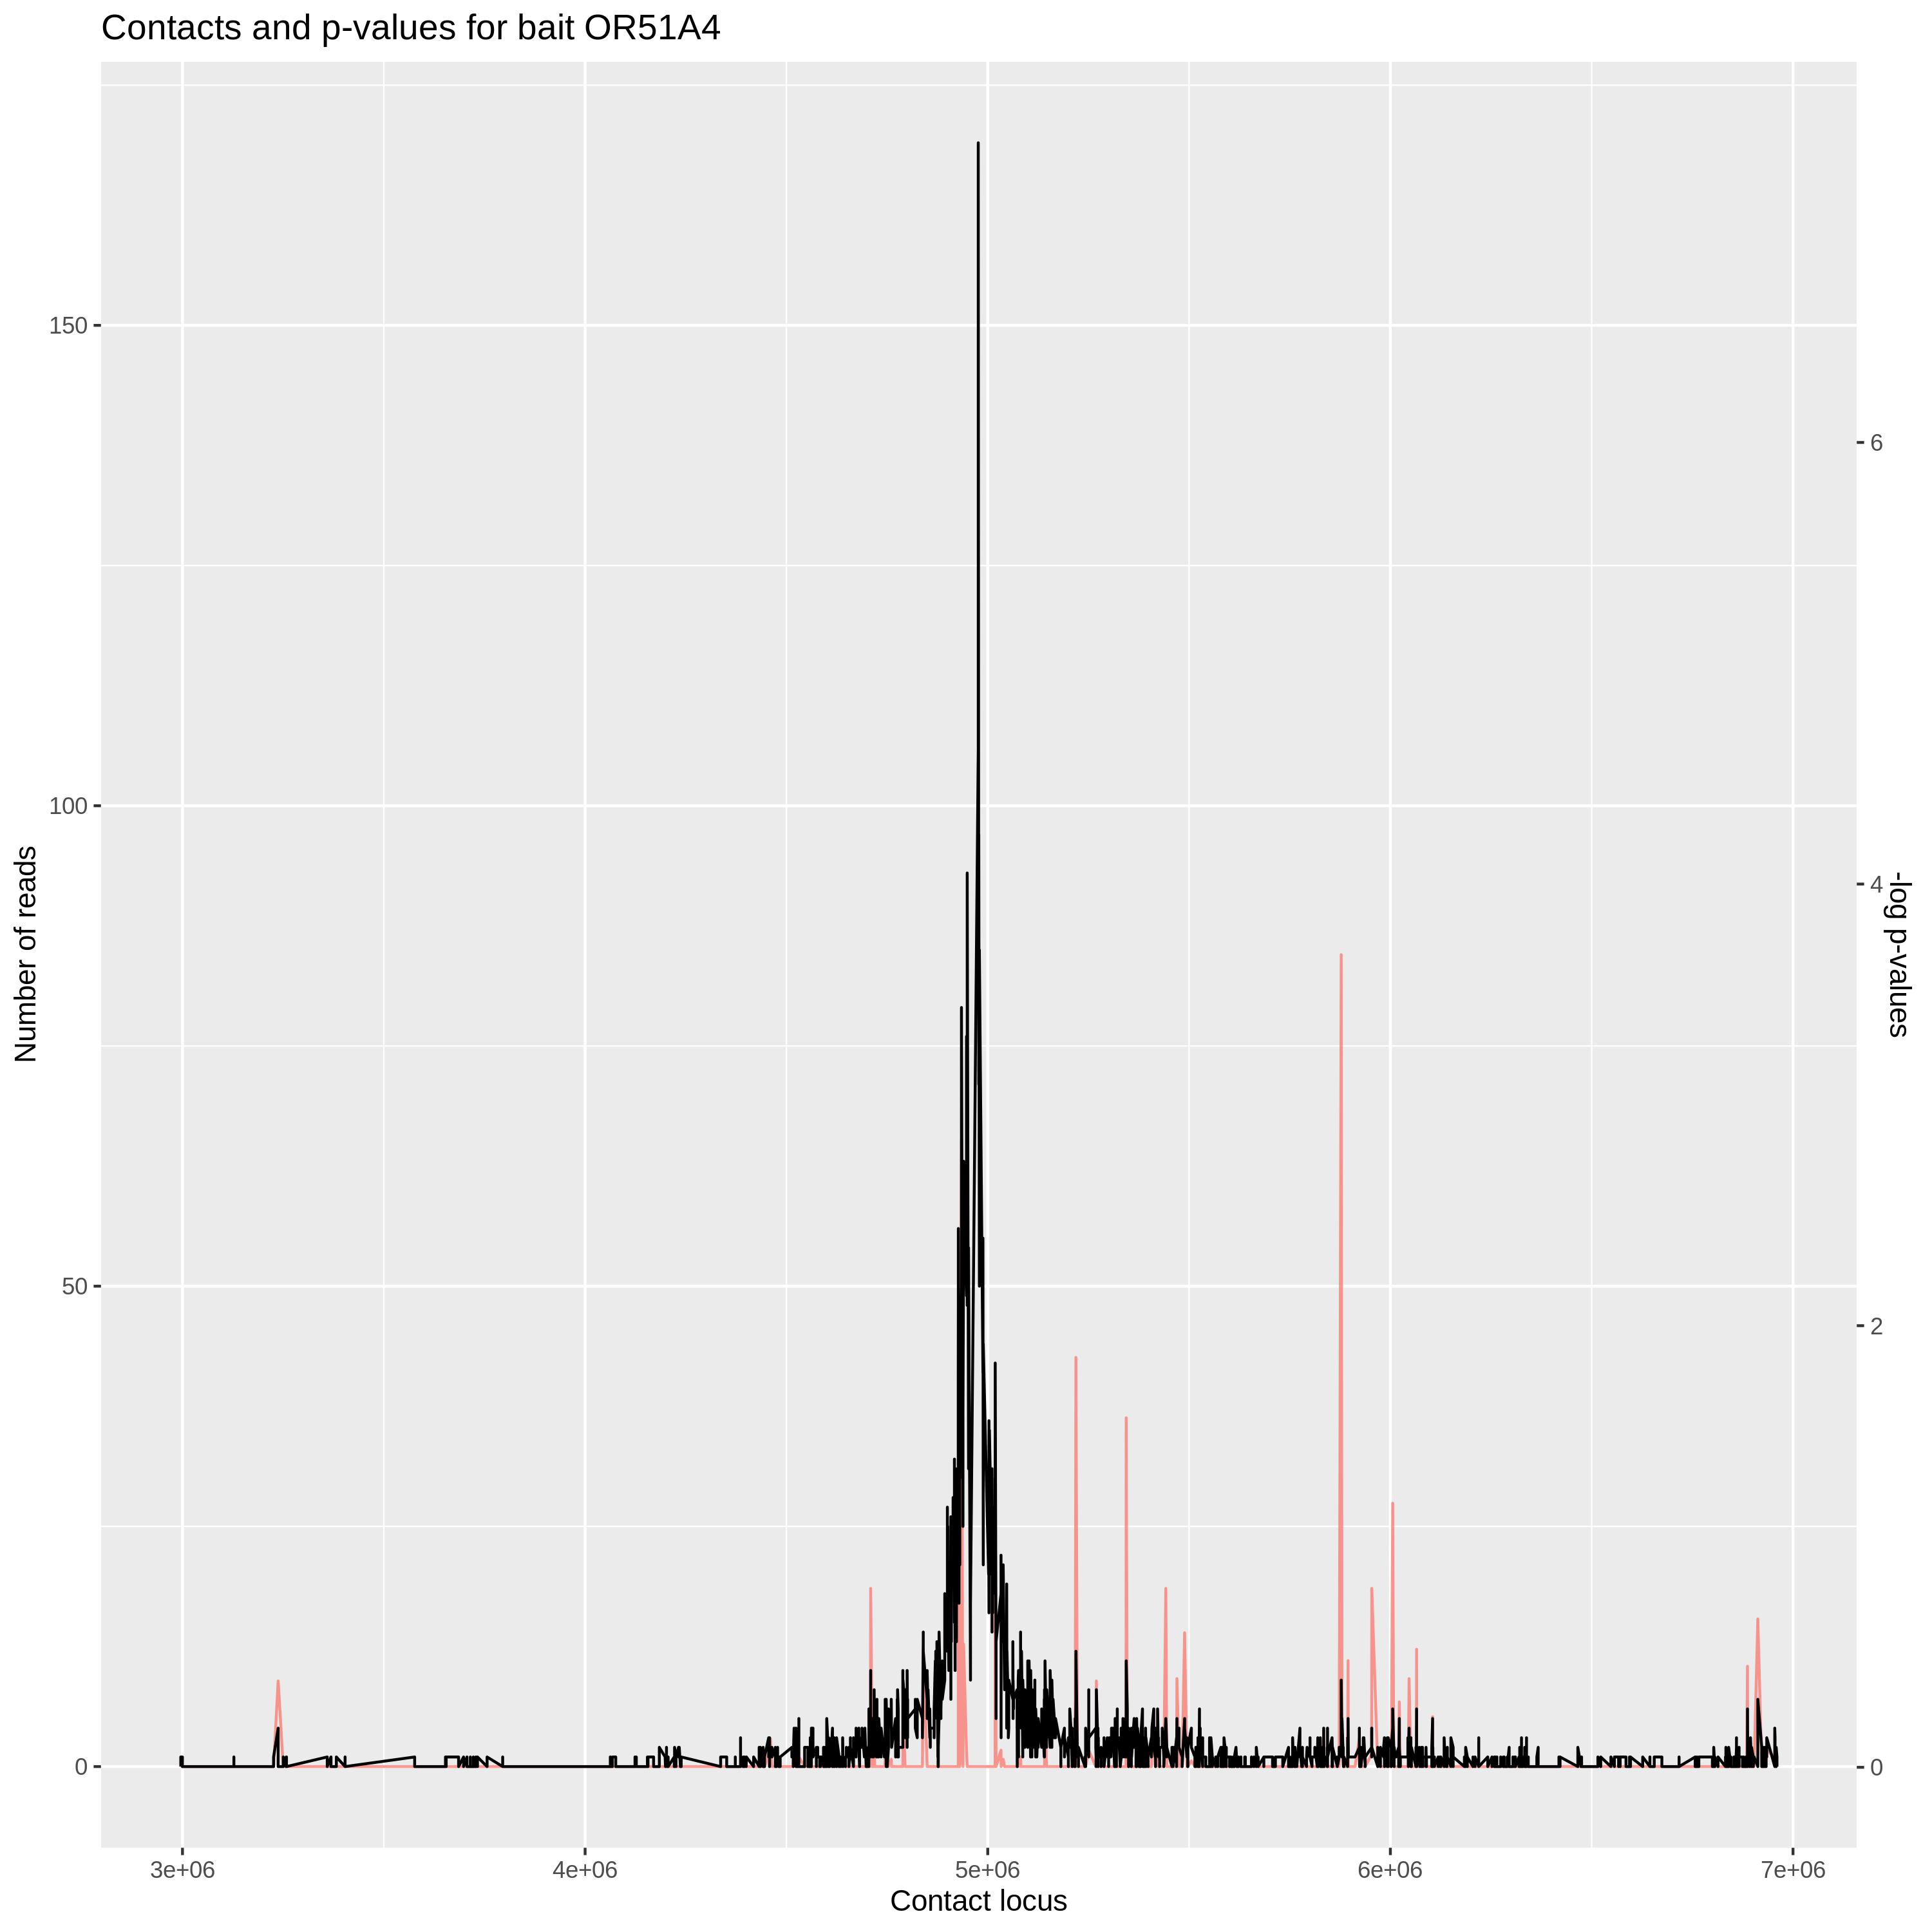 Contacts and p-values for bait OR51A4
150
100
50
0
Number of reads
6
4
2
0
-log p-values
3e+06
4e+06
5e+06
6e+06
7e+06
Contact locus